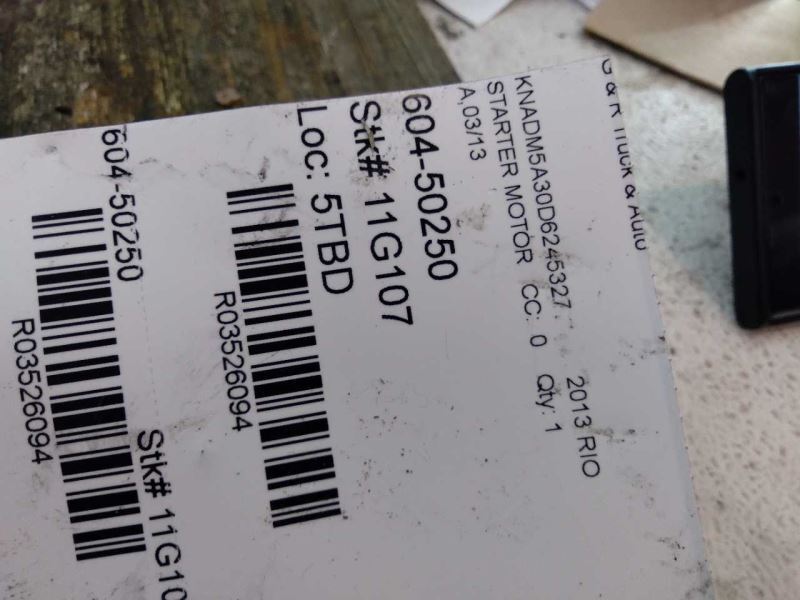 G & R Truck & Auto
KNADM5A30D6245327 2013 RIO
STARTER MOTOR CC: 0 Qty: 1
A,03/13
604-50250
Stk# 11G107
Loc: 5TBD
R03526094
604-50250 Stk# 11G10
R03526094